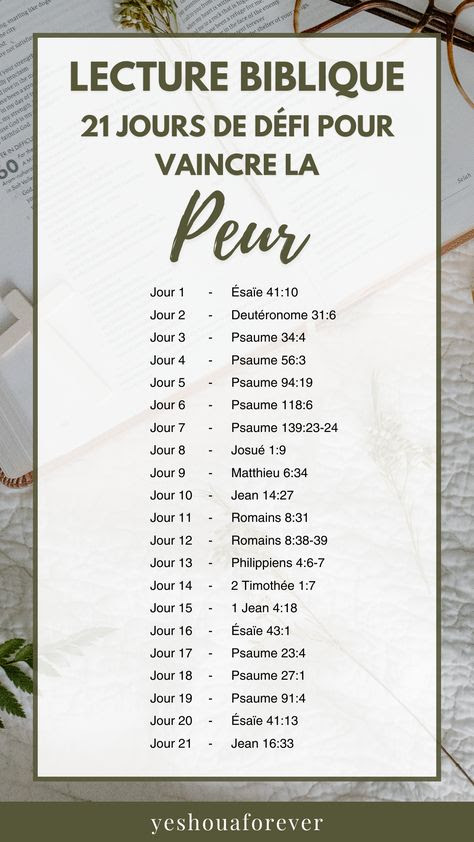 LECTURE BIBLIQUE
21 JOURS DE DÉFI POUR
VAINCRE LA
Peur
Jour 1 - Ésaïe 41:10
Jour 2 - Deutéronome 31:6
Jour 3 - Psaume 34:4
Jour 4 - Psaume 56:3
Jour 5 - Psaume 94:19
Jour 6 - Psaume 118:6
Jour 7 - Psaume 139:23-24
Jour 8 - Josué 1:9
Jour 9 - Matthieu 6:34
Jour 10 - Jean 14:27
Jour 11 - Romains 8:31
Jour 12 - Romains 8:38-39
Jour 13 - Philippiens 4:6-7
Jour 14 - 2 Timothée 1:7
Jour 15 - 1 Jean 4:18
Jour 16 - Ésaïe 43:1
Jour 17 - Psaume 23:4
Jour 18 - Psaume 27:1
Jour 19 - Psaume 91:4
Jour 20 - Ésaïe 41:13
Jour 21 - Jean 16:33
yeshouaforever